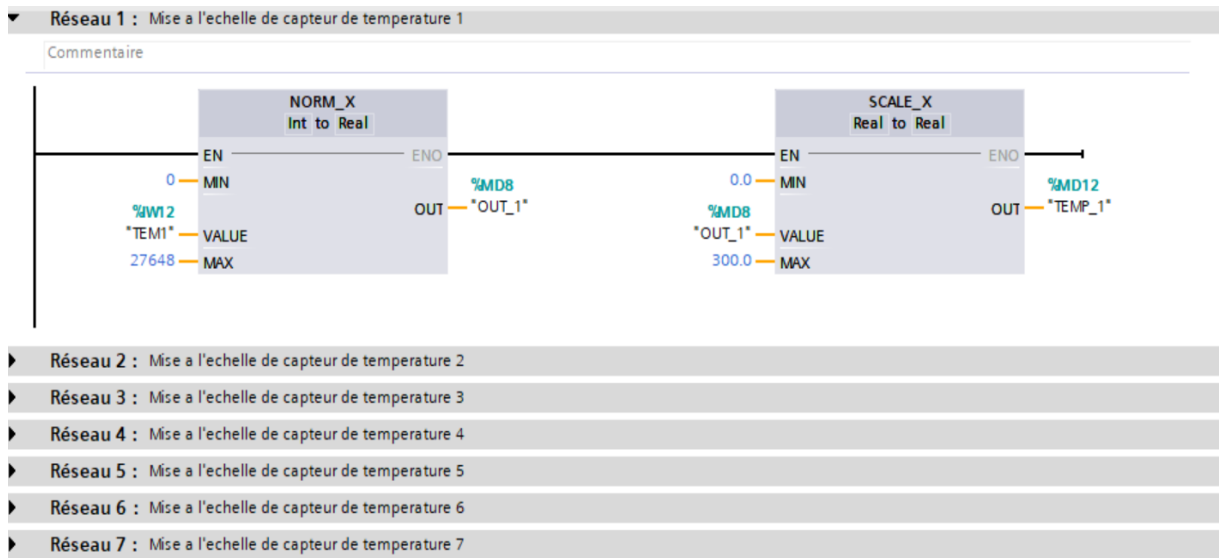 Réseau 1 : Mise a l'echelle de capteur de temperature 1
Commentaire
NORM_X
Int to Real
EN
ENO
0
MIN
%MD8
"OUT_1"
OUT
%IW12
"TEM1"
VALUE
27648
MAX
SCALE_X
Real to Real
EN
ENO
0.0
MIN
%MD12
"TEMP_1"
OUT
%MD8
"OUT_1"
VALUE
300.0
MAX
Réseau 2 : Mise a l'echelle de capteur de temperature 2
Réseau 3 : Mise a l'echelle de capteur de temperature 3
Réseau 4 : Mise a l'echelle de capteur de temperature 4
Réseau 5 : Mise a l'echelle de capteur de temperature 5
Réseau 6 : Mise a l'echelle de capteur de temperature 6
Réseau 7 : Mise a l'echelle de capteur de temperature 7